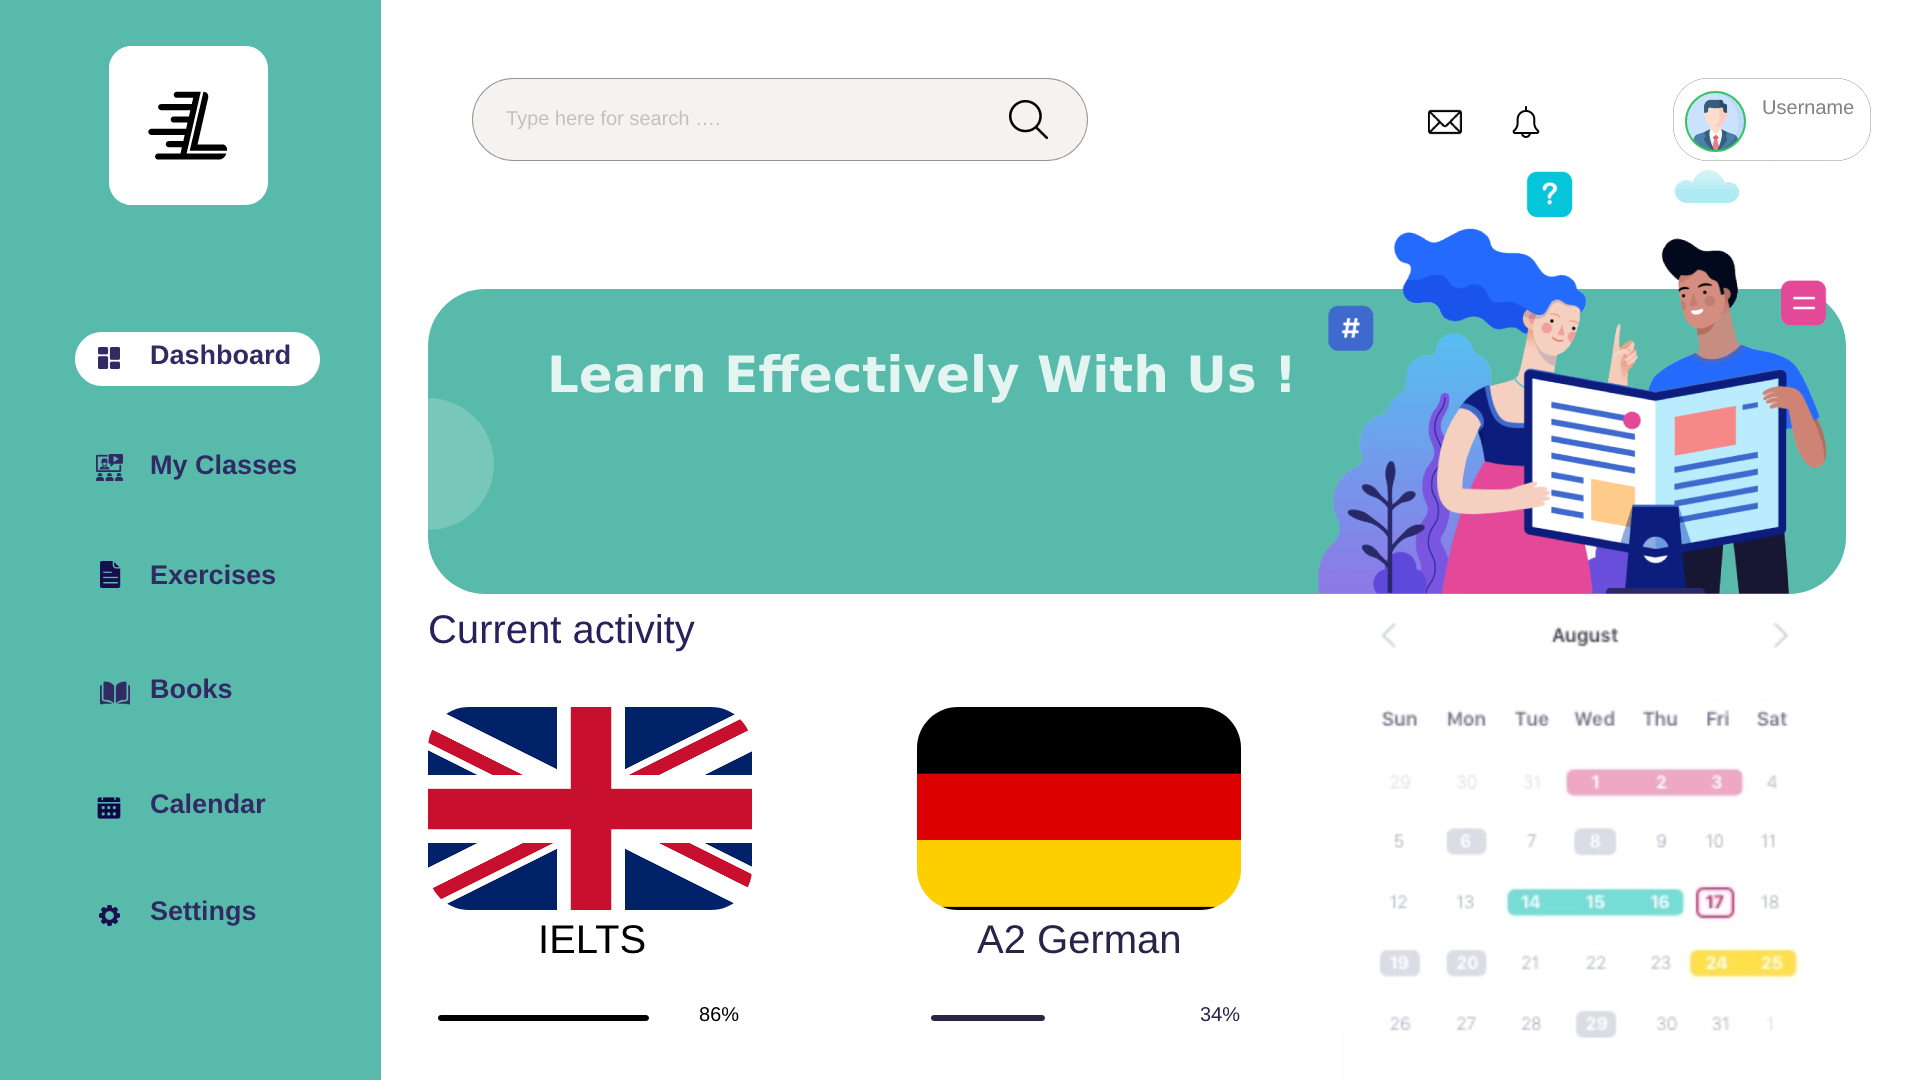 L
Dashboard
My Classes
Exercises
Books
Calendar
Settings
Type here for search ....
Username
?
#
=
Learn Effectively With Us !
Current activity
IELTS
86%
A2 German
34%
August
Sun Mon Tue Wed Thu Fri Sat
29 30 31 1 2 3 4
5 6 7 8 9 10 11
12 13 14 15 16 17 18
19 20 21 22 23 24 25
26 27 28 29 30 31 1